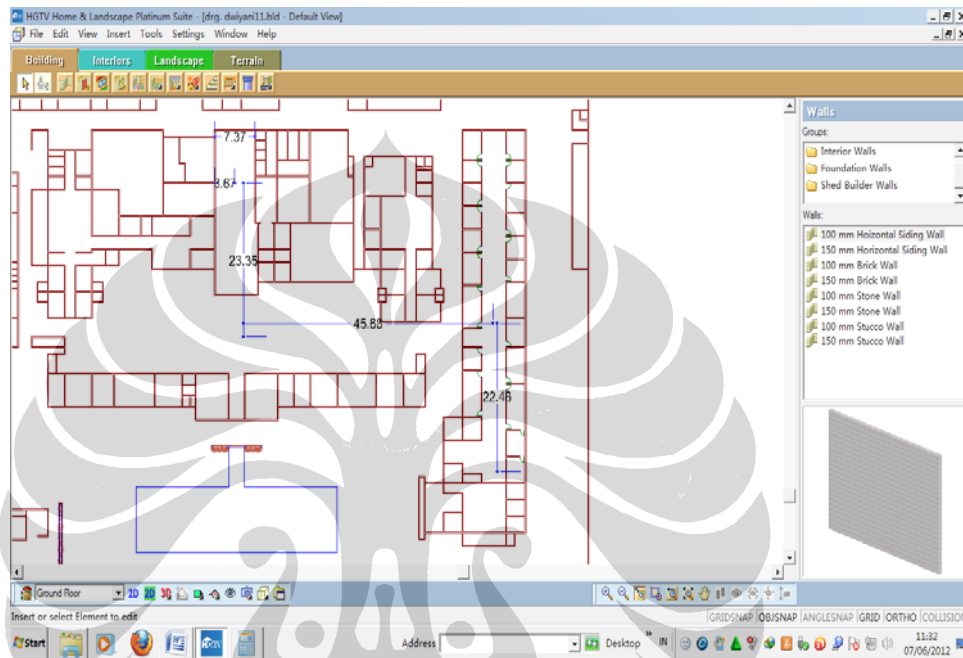 HGTV Home & Landscape Platinum Suite - [drg. dwiyani11.bld - Default View]
File Edit View Insert Tools Settings Window Help
Building Interiors Landscape Terrain
Walls
Groups:
Interior Walls
Foundation Walls
Shed Builder Walls
Walls:
100 mm Hoizontal Siding Wall
150 mm Horizontal Siding Wall
100 mm Brick Wall
150 mm Brick Wall
100 mm Stone Wall
150 mm Stone Wall
100 mm Stucco Wall
150 mm Stucco Wall
7.37
3.67
23.35
45.88
22.46
Ground Floor 2D 2D 3D
Insert or select Element to edit
GRIDSNAP OBJSNAP ANGLESNAP GRID ORTHO COLLISION
Start HGTV Address Desktop » IN 11:32
07/06/2012